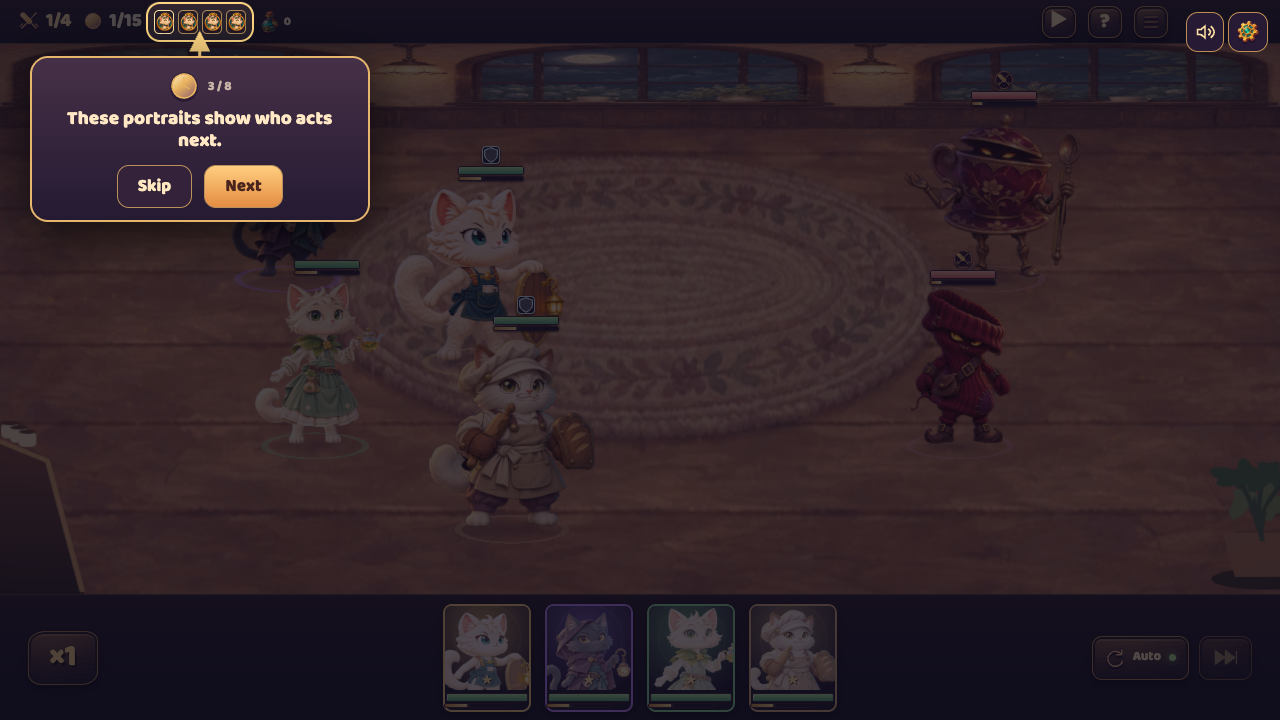 1/4 1/15 0
?
3/8
These portraits show who acts
next.
Skip Next
x1
Auto